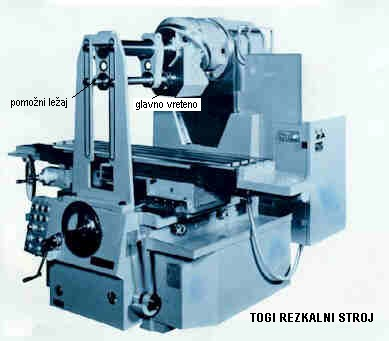 pomožni ležaj
glavno vreteno
TOGI REZKALNI STROJ